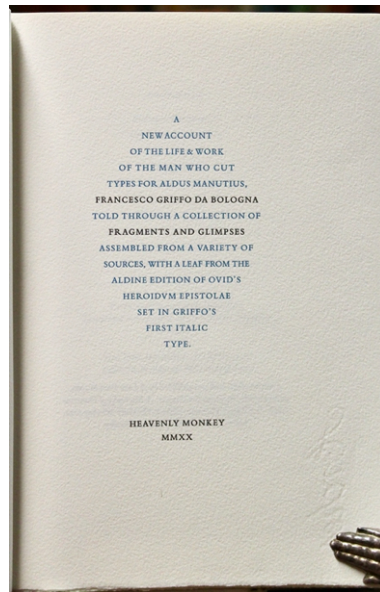 A
NEW ACCOUNT
OF THE LIFE & WORK
OF THE MAN WHO CUT
TYPES FOR ALDUS MANUTIUS,
FRANCESCO GRIFFO DA BOLOGNA
TOLD THROUGH A COLLECTION OF
FRAGMENTS AND GLIMPSES
ASSEMBLED FROM A VARIETY OF
SOURCES, WITH A LEAF FROM THE
ALDINE EDITION OF OVID'S
HEROIDVM EPISTOLAE
SET IN GRIFFO'S
FIRST ITALIC
TYPE.
HEAVENLY MONKEY
MMXX